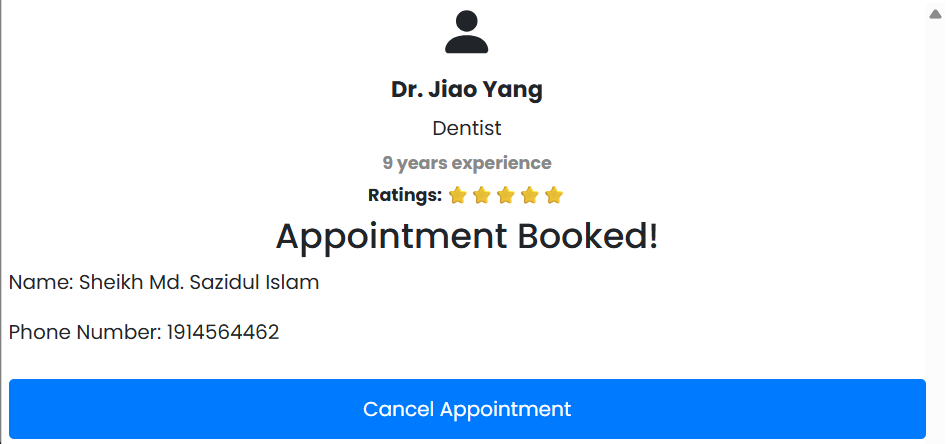 Dr. Jiao Yang
Dentist
9 years experience
Ratings: ⭐⭐⭐⭐⭐
Appointment Booked!
Name: Sheikh Md. Sazidul Islam
Phone Number: 1914564462
Cancel Appointment